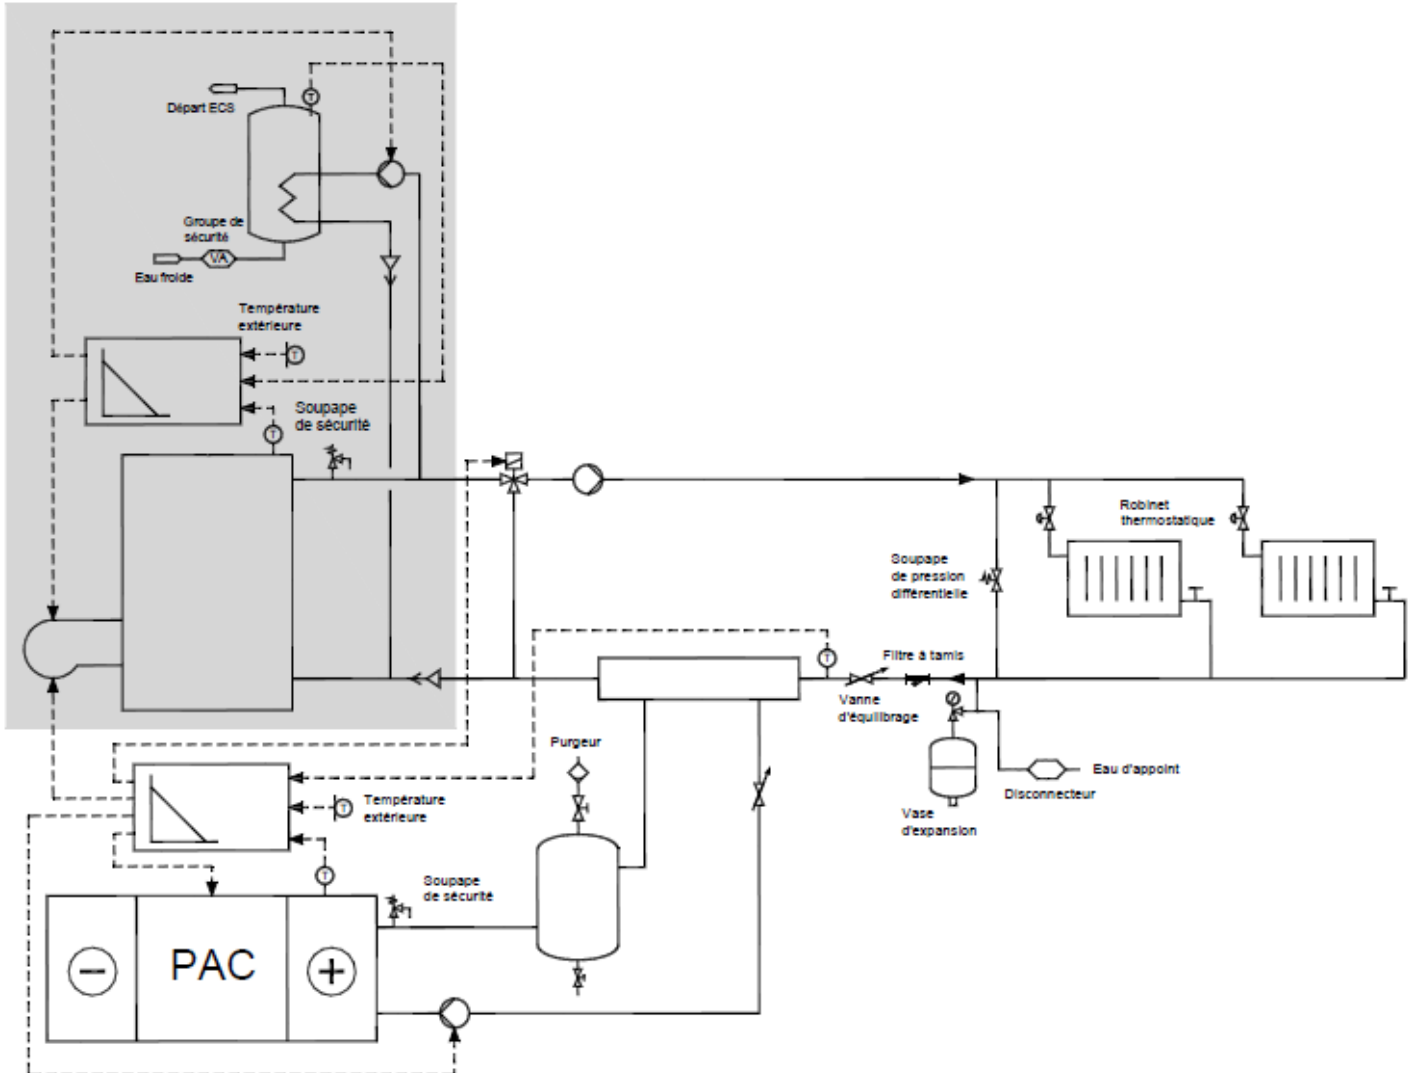 Départ ECS
T
Groupe de
sécurité
VA
Eau froide
Température
extérieure
T
Soupape
de sécurité
T
Robinet
thermostatique
Soupape
de pression
différentielle
Filtre à tamis
T
Vanne
d'équilibrage
Purgeur
Eau d'appoint
Disconnecteur
Vase
d'expansion
Température
extérieure
T
T
Soupape
de sécurité
PAC